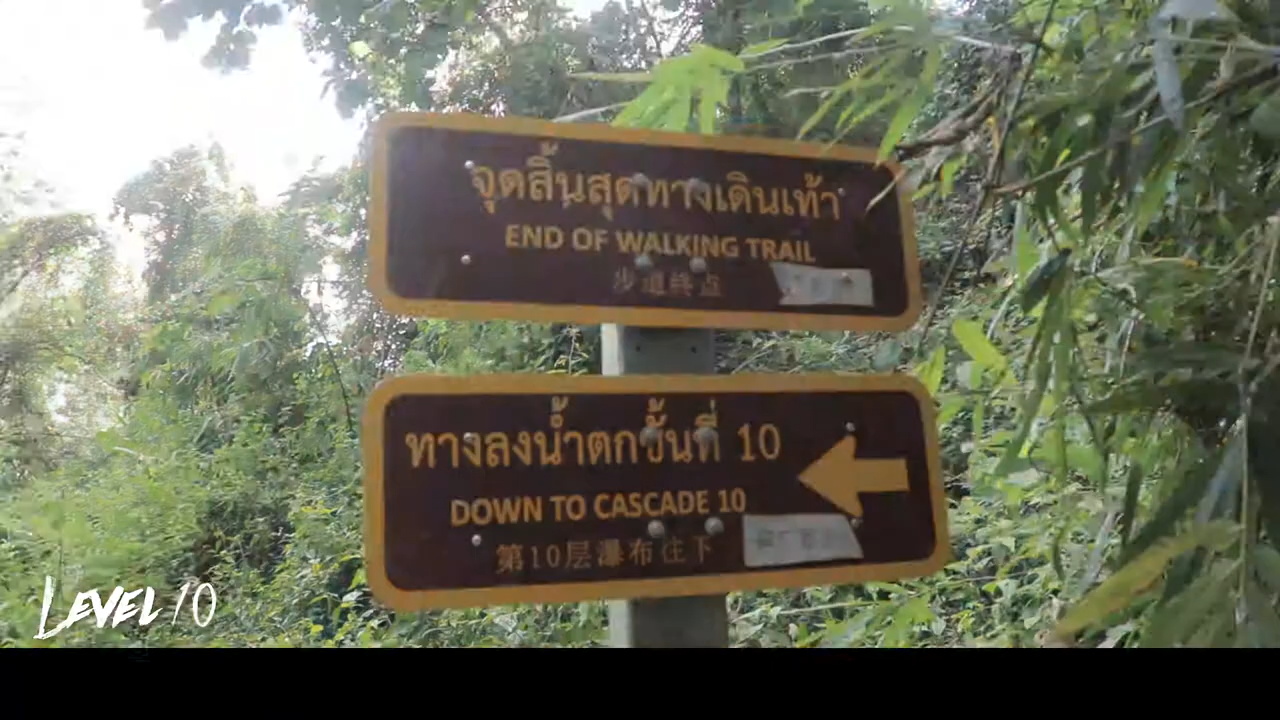 จุดสิ้นสุดทางเดินเท้า
END OF WALKING TRAIL
步道终点
ทางลงน้ำตกชั้นที่ 10
DOWN TO CASCADE 10
第10层瀑布往下
LEVEL 10